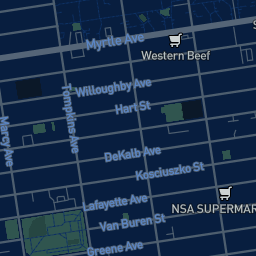 Myrtle Ave
Western Beef
Willoughby Ave
Hart St
Tompkins Ave
Marcy Ave
DeKalb Ave
Kosciuszko St
Lafayette Ave
NSA SUPERMAR
Van Buren St
Greene Ave